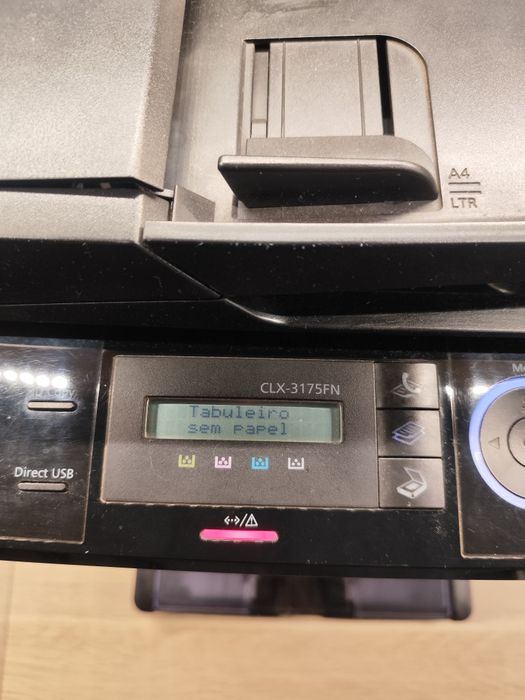 A4
LTR
CLX-3175FN
Tabuleiro
sem papel
Direct USB